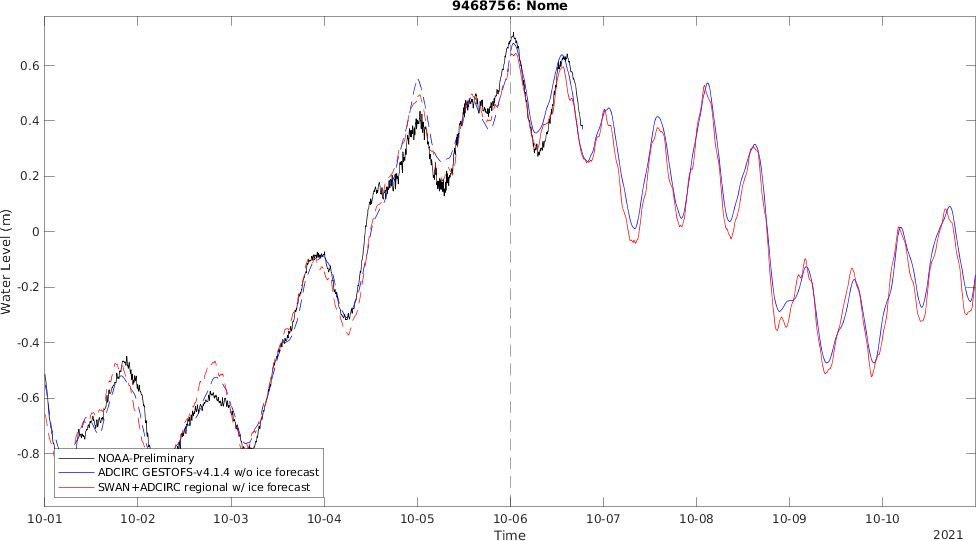 9468756: Nome
Water Level (m)
0.6
0.4
0.2
0
-0.2
-0.4
-0.6
-0.8
NOAA-Preliminary
ADCIRC GESTOFS-v4.1.4 w/o ice forecast
SWAN+ADCIRC regional w/ ice forecast
10-01 10-02 10-03 10-04 10-05 10-06 10-07 10-08 10-09 10-10
Time
2021